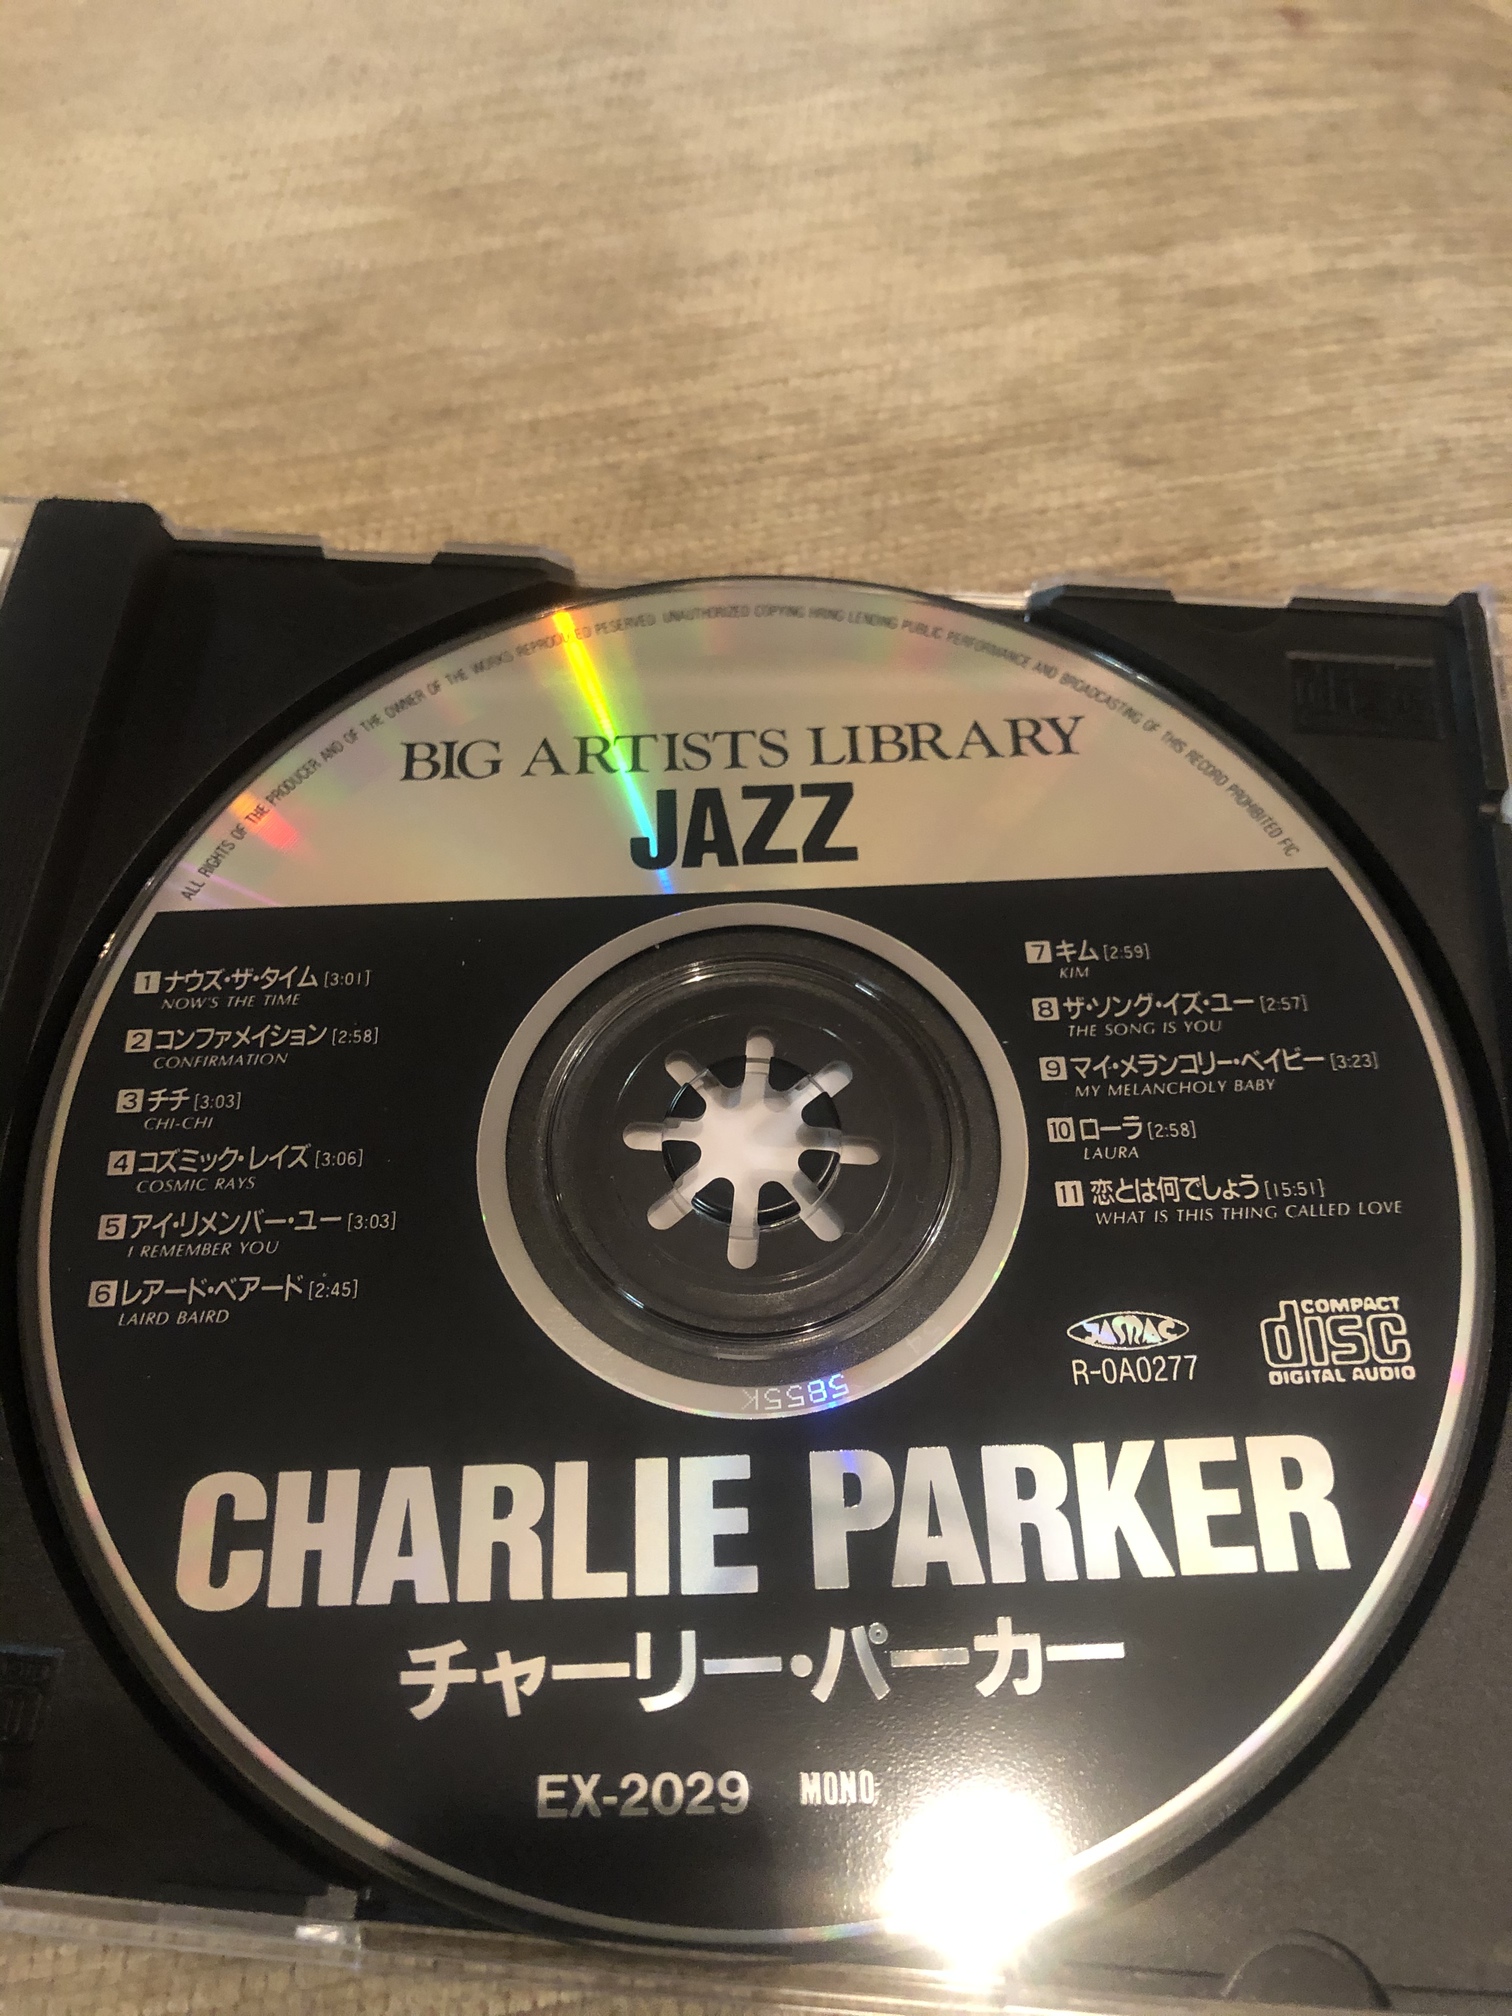 ALL RIGHTS OF THE PRODUCER AND OF THE OWNER OF THE WORKS REPRODUCED PESERVED UNAUTHORIZED COPYING HIRING LENDING PUBLIC PERFORMANCE AND BROADCASTING OF THIS RECORD PROHIBITED FIC
BIG ARTISTS LIBRARY
JAZZ
1 ナウズ・ザ・タイム [3:01]
NOW'S THE TIME
2 コンファメイション [2:58]
CONFIRMATION
3 チチ [3:03]
CHI-CHI
4 コズミック・レイズ [3:06]
COSMIC RAYS
5 アイ・リメンバー・ユー [3:03]
I REMEMBER YOU
6 レアード・ベアード [2:45]
LAIRD BAIRD
7 キム [2:59]
KIM
8 ザ・ソング・イズ・ユー [2:57]
THE SONG IS YOU
9 マイ・メランコリー・ベイビー [3:23]
MY MELANCHOLY BABY
10 ローラ [2:58]
LAURA
11 恋とは何でしょう [15:51]
WHAT IS THIS THING CALLED LOVE
JASRAC
R-0A0277
COMPACT
disc
DIGITAL AUDIO
5855K
CHARLIE PARKER
チャーリー・パーカー
EX-2029 MONO